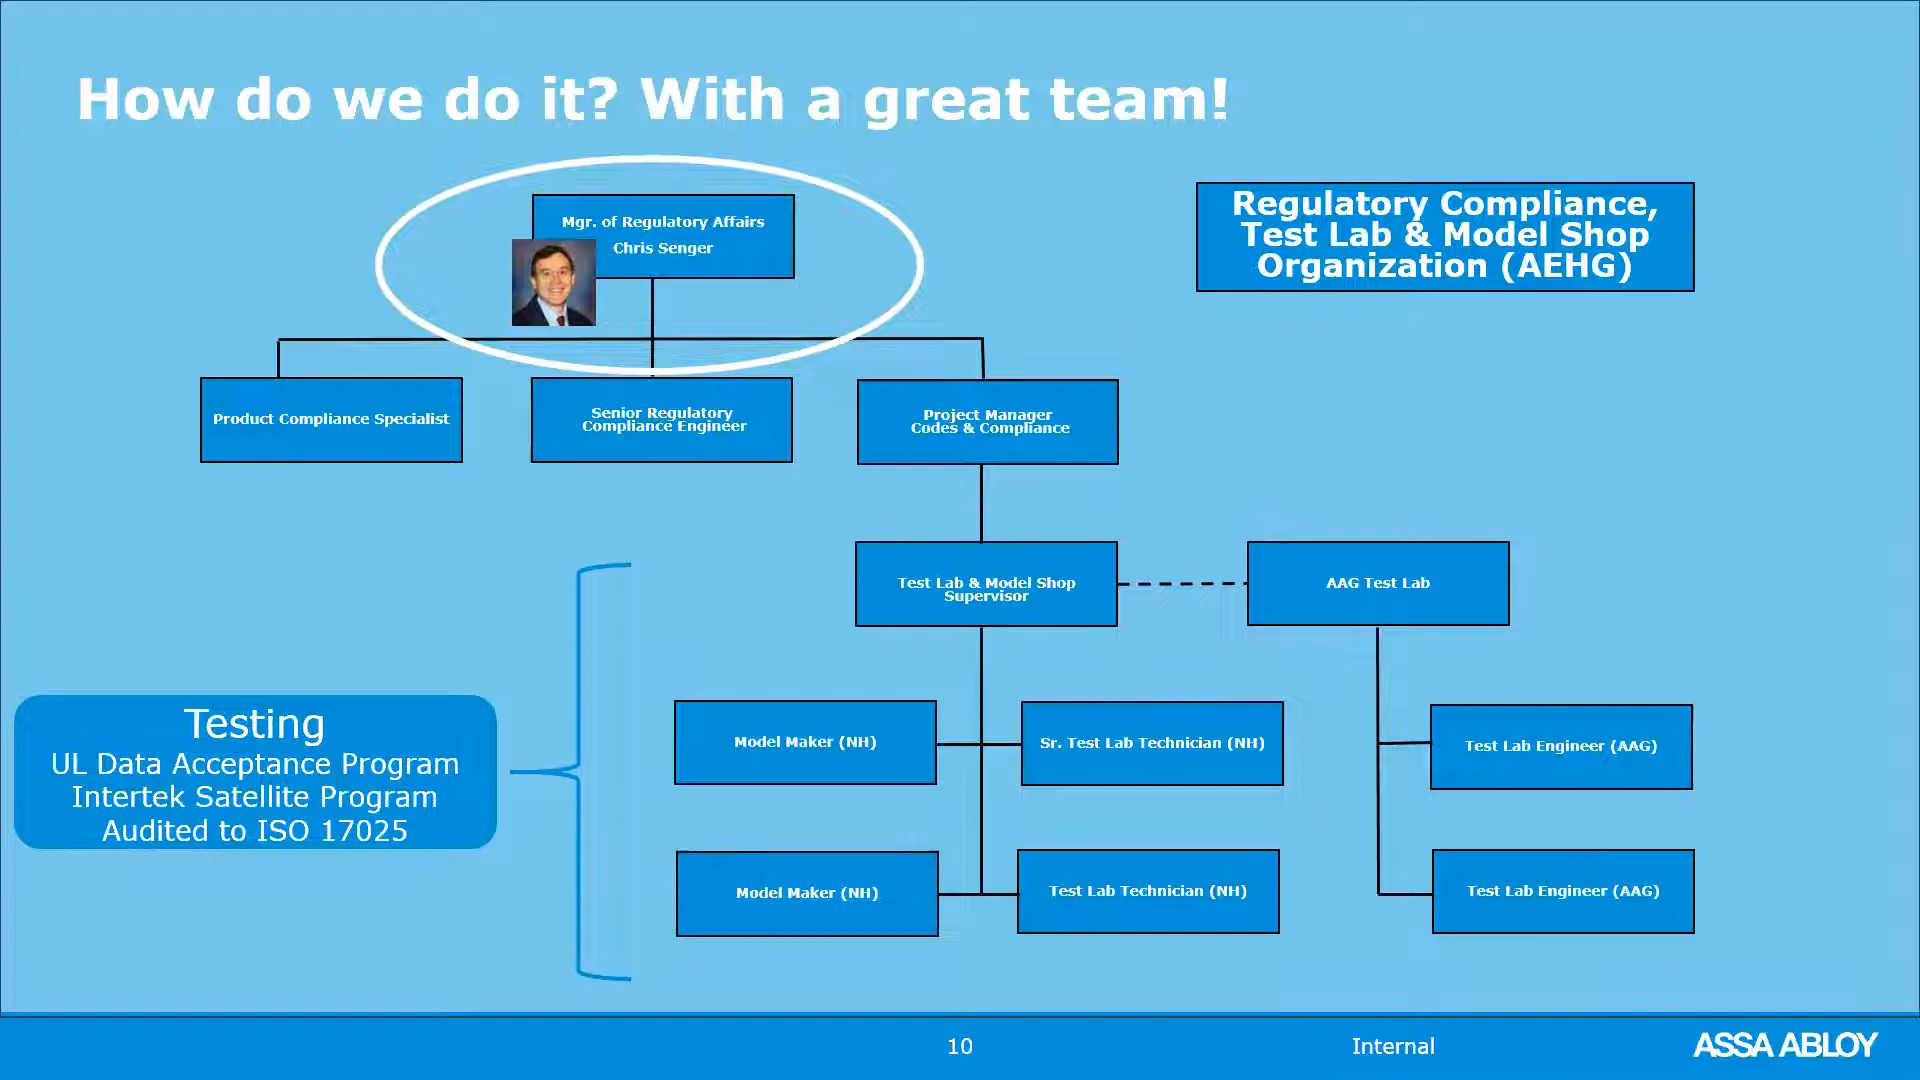 How do we do it? With a great team!
Mgr. of Regulatory Affairs
Chris Senger
Regulatory Compliance,
Test Lab & Model Shop
Organization (AEHG)
Product Compliance Specialist
Senior Regulatory
Compliance Engineer
Project Manager
Codes & Compliance
Test Lab & Model Shop
Supervisor
AAG Test Lab
Testing
UL Data Acceptance Program
Intertek Satellite Program
Audited to ISO 17025
Model Maker (NH)
Sr. Test Lab Technician (NH)
Test Lab Engineer (AAG)
Model Maker (NH)
Test Lab Technician (NH)
Test Lab Engineer (AAG)
10
Internal
ASSA ABLOY